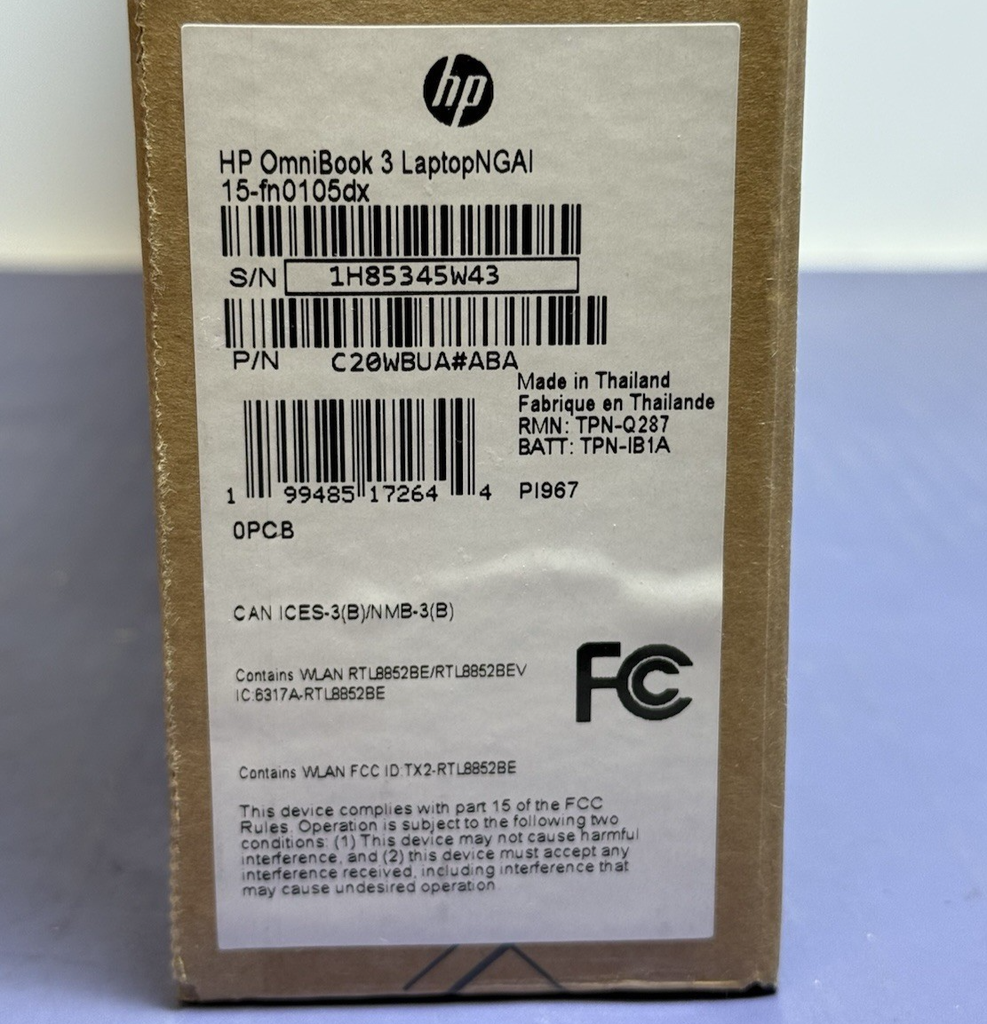 hp
HP OmniBook 3 LaptopNGAI
15-fn0105dx
S/N 1H85345W43
P/N C20WBUA#ABA
Made in Thailand
Fabrique en Thailande
RMN: TPN-Q287
BATT: TPN-IB1A
1 99485 17264 4
PI967
0PCB
CAN ICES-3(B)/NMB-3(B)
Contains WLAN RTL8852BE/RTL8852BEV
IC:6317A-RTL8852BE
FC
Contains WLAN FCC ID:TX2-RTL8852BE
This device complies with part 15 of the FCC
Rules. Operation is subject to the following two
conditions: (1) This device may not cause harmful
interference, and (2) this device must accept any
interference received, including interference that
may cause undesired operation.